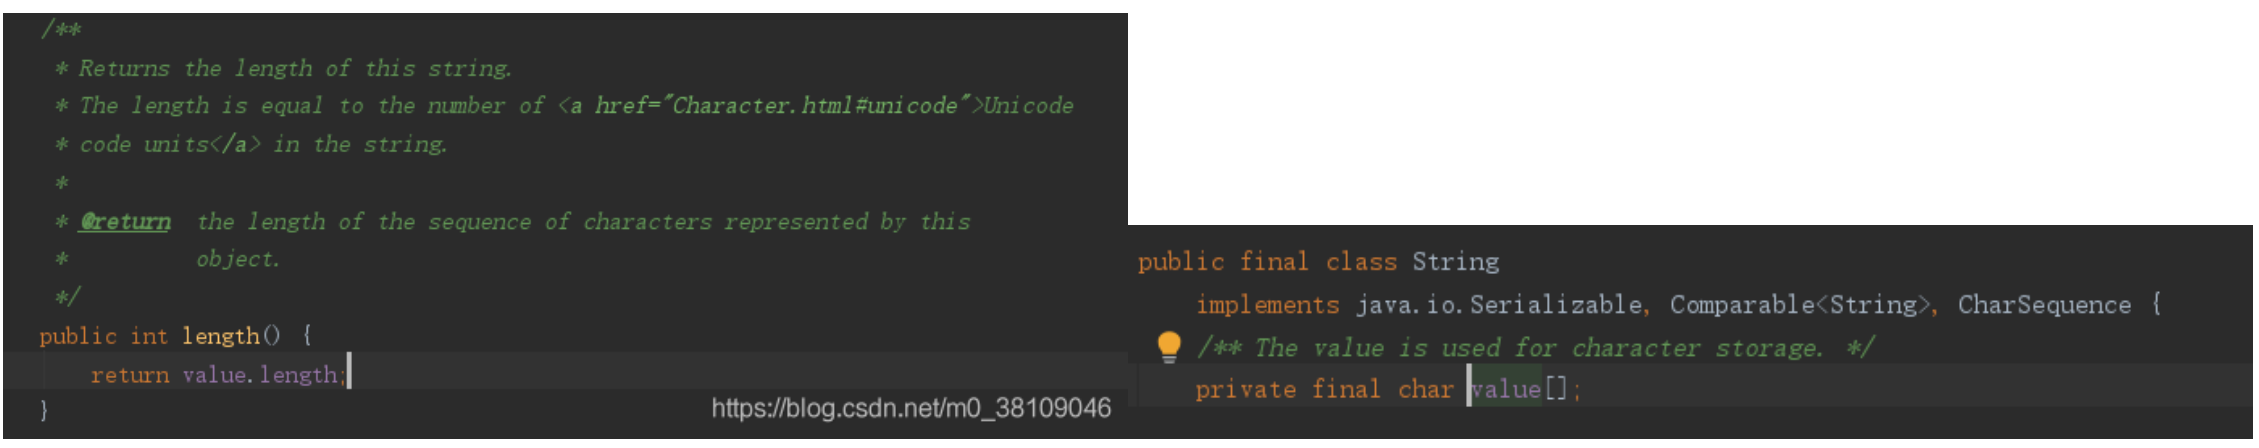 /**
* Returns the length of this string.
* The length is equal to the number of <a href="Character.html#unicode">Unicode
* code units</a> in the string.
*
* @return  the length of the sequence of characters represented by this
*          object.
*/
public int length() {
return value.length;
}
https://blog.csdn.net/m0_38109046
public final class String
implements java.io.Serializable, Comparable<String>, CharSequence {
/** The value is used for character storage. */
private final char value[];